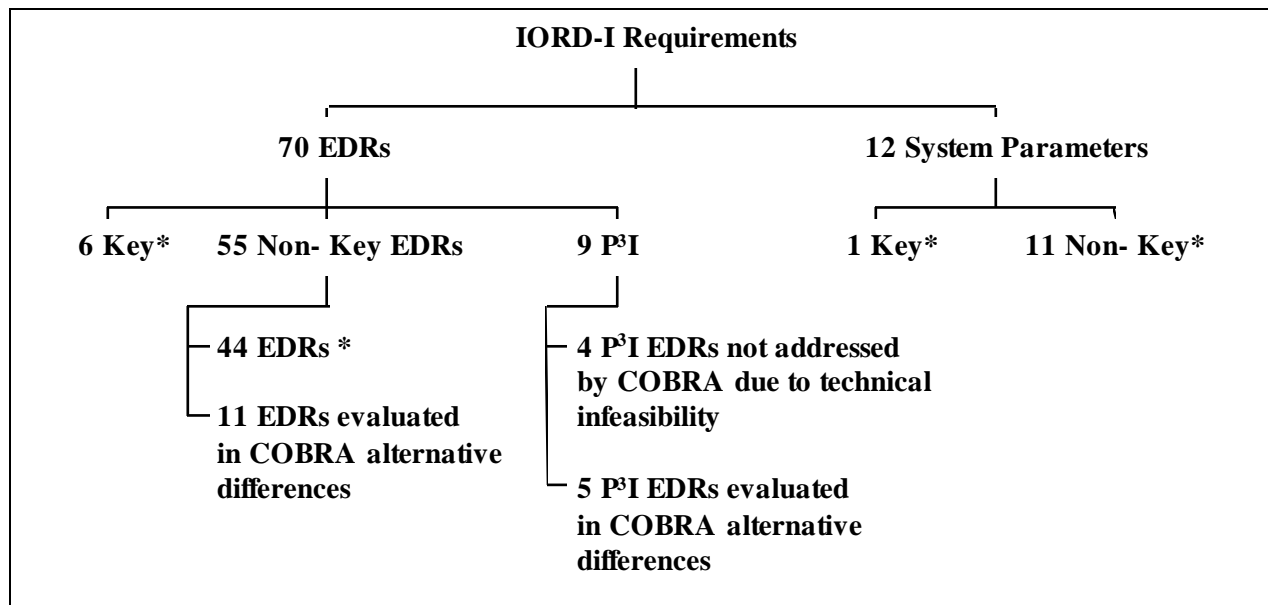 IORD-I Requirements
70 EDRs
12 System Parameters
6 Key*
55 Non- Key EDRs
9 P³I
1 Key*
11 Non- Key*
44 EDRs *
11 EDRs evaluated
in COBRA alternative
differences
4 P³I EDRs not addressed
by COBRA due to technical
infeasibility
5 P³I EDRs evaluated
in COBRA alternative
differences